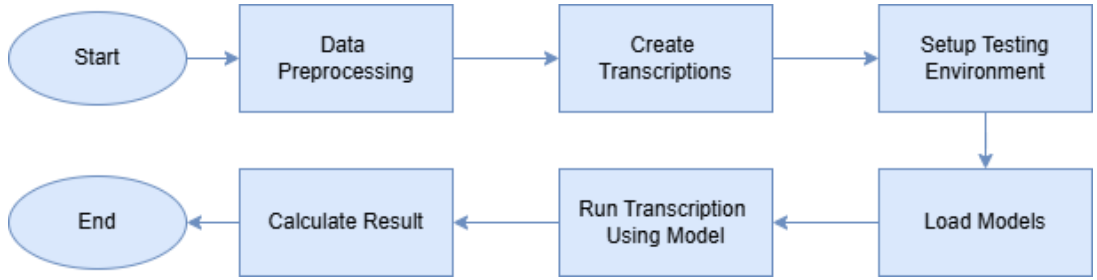 Start
Data
Preprocessing
Create
Transcriptions
Setup Testing
Environment
Load Models
Run Transcription
Using Model
Calculate Result
End